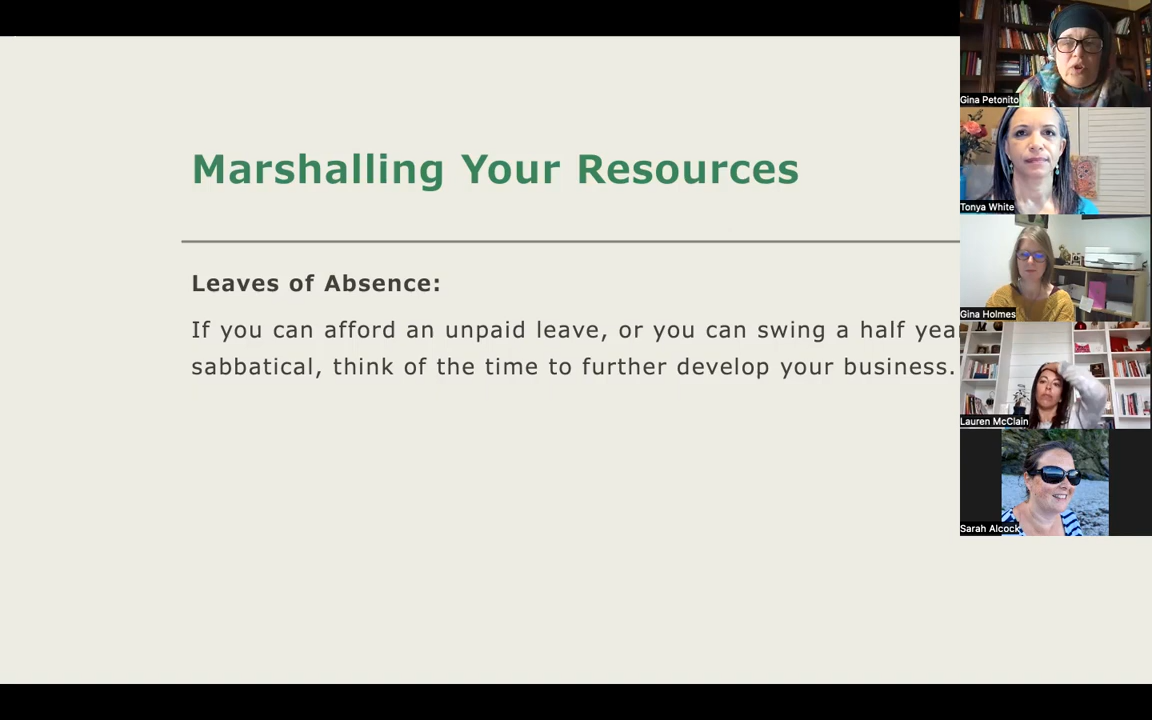 Marshalling Your Resources
Leaves of Absence:
If you can afford an unpaid leave, or you can swing a half yea
sabbatical, think of the time to further develop your business.
Gina Petonito
Tonya White
Gina Holmes
Lauren McClain
Sarah Alcock